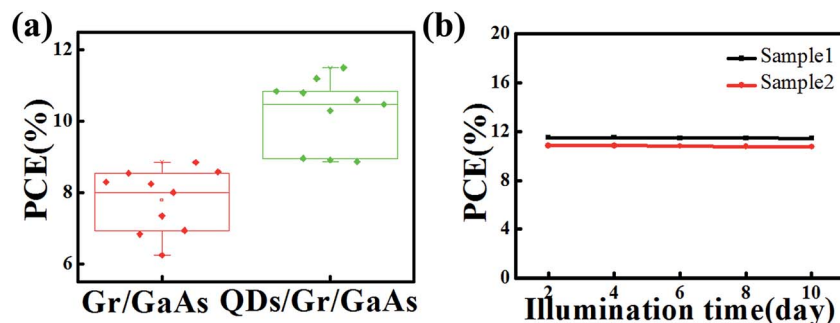 (a)
PCE(%)
12
10
8
6
Gr/GaAs QDs/Gr/GaAs
(b)
PCE(%)
20
16
12
8
4
0
Sample1
Sample2
2 4 6 8 10
Illumination time(day)